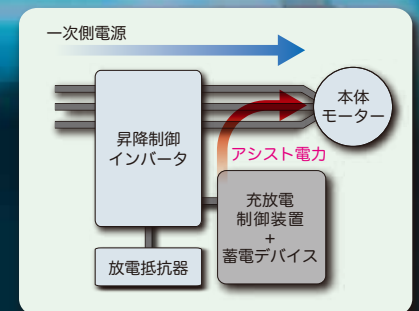 一次側電源
本体
モーター
昇降制御
インバータ
アシスト電力
充放電
制御装置
+
蓄電デバイス
放電抵抗器